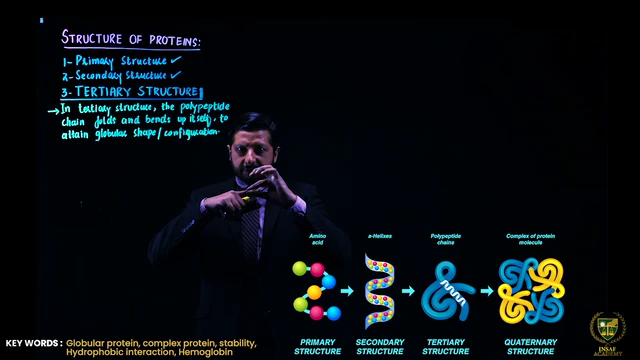 STRUCTURE OF PROTEINS:
1- Primary Structure ✓
2- Secondary Structure ✓
3- TERTIARY STRUCTURE
→ In tertiary structure, the polypeptide
chain folds and bends up itself, to
attain globular shape/configuration.
Amino
acid
a-Helixes
Polypeptide
chains
Complex of protein
molecule
PRIMARY
STRUCTURE
SECONDARY
STRUCTURE
TERTIARY
STRUCTURE
QUATERNARY
STRUCTURE
KEY WORDS : Globular protein, complex protein, stability,
Hydrophobic interaction, Hemoglobin
INSAF
ACADEMY